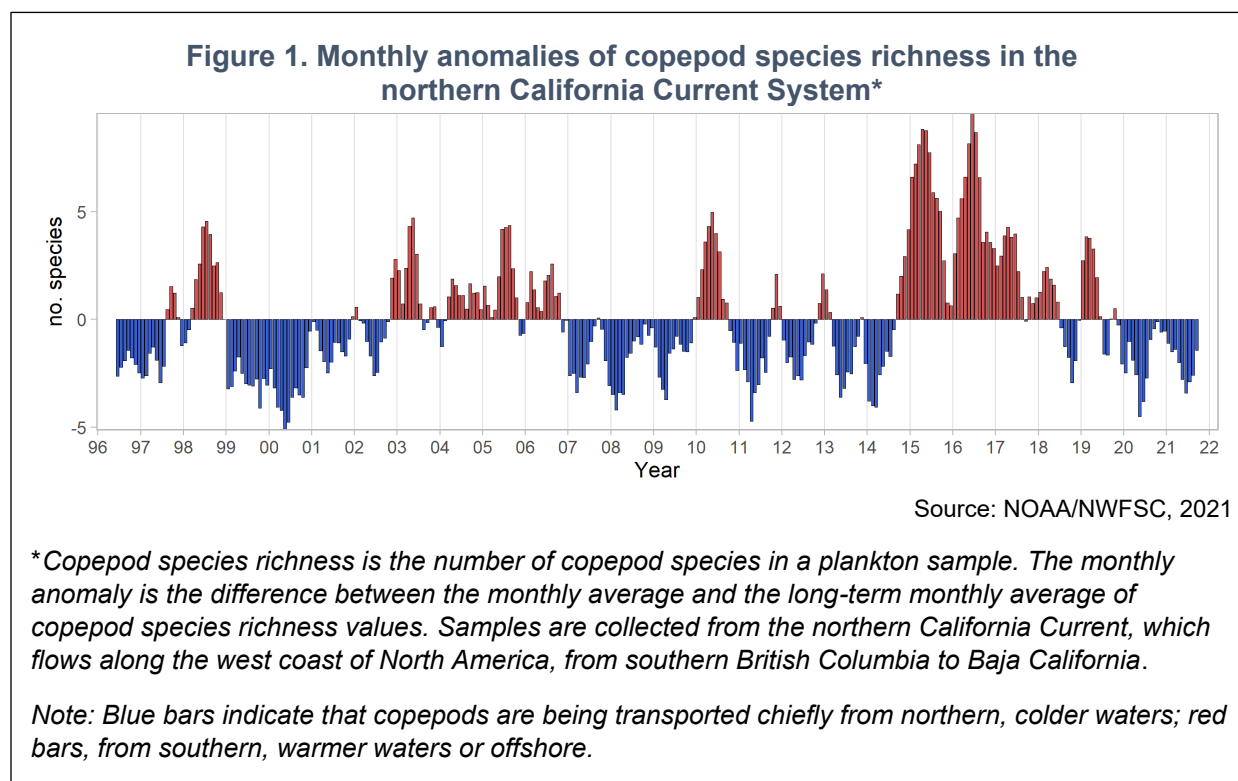 Figure 1. Monthly anomalies of copepod species richness in the
northern California Current System*
no. species
5
0
-5
96 97 98 99 00 01 02 03 04 05 06 07 08 09 10 11 12 13 14 15 16 17 18 19 20 21 22
Year
Source: NOAA/NWFSC, 2021
*Copepod species richness is the number of copepod species in a plankton sample. The monthly
anomaly is the difference between the monthly average and the long-term monthly average of
copepod species richness values. Samples are collected from the northern California Current, which
flows along the west coast of North America, from southern British Columbia to Baja California.
Note: Blue bars indicate that copepods are being transported chiefly from northern, colder waters; red
bars, from southern, warmer waters or offshore.